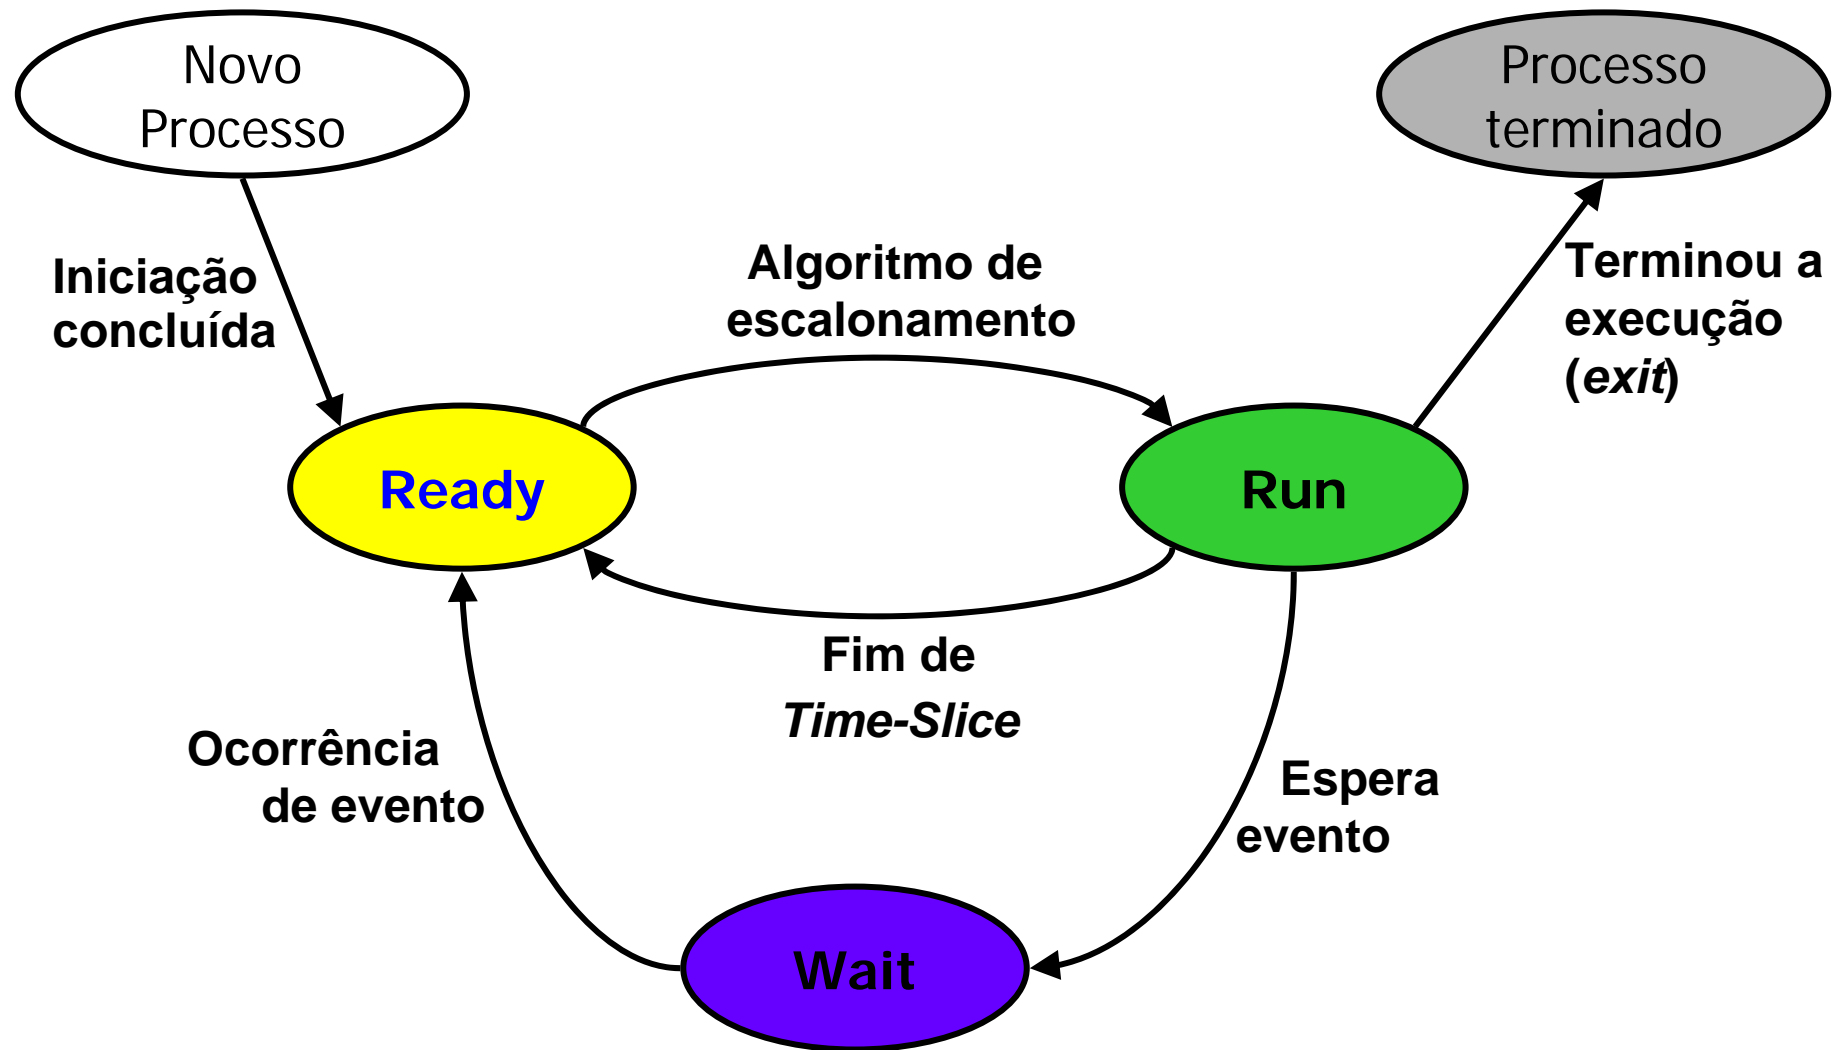 Novo
Processo
Processo
terminado
Iniciação
concluída
Algoritmo de
escalonamento
Terminou a
execução
(exit)
Ready
Run
Fim de
Time-Slice
Ocorrência
de evento
Espera
evento
Wait